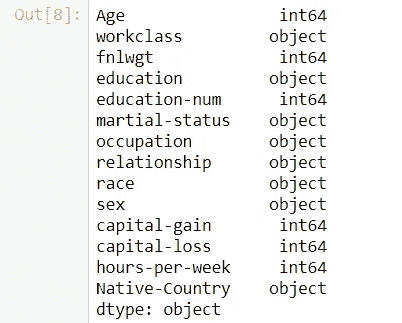 Out[8]: Age int64
workclass object
fnlwgt int64
education object
education-num int64
martial-status object
occupation object
relationship object
race object
sex object
capital-gain int64
capital-loss int64
hours-per-week int64
Native-Country object
dtype: object